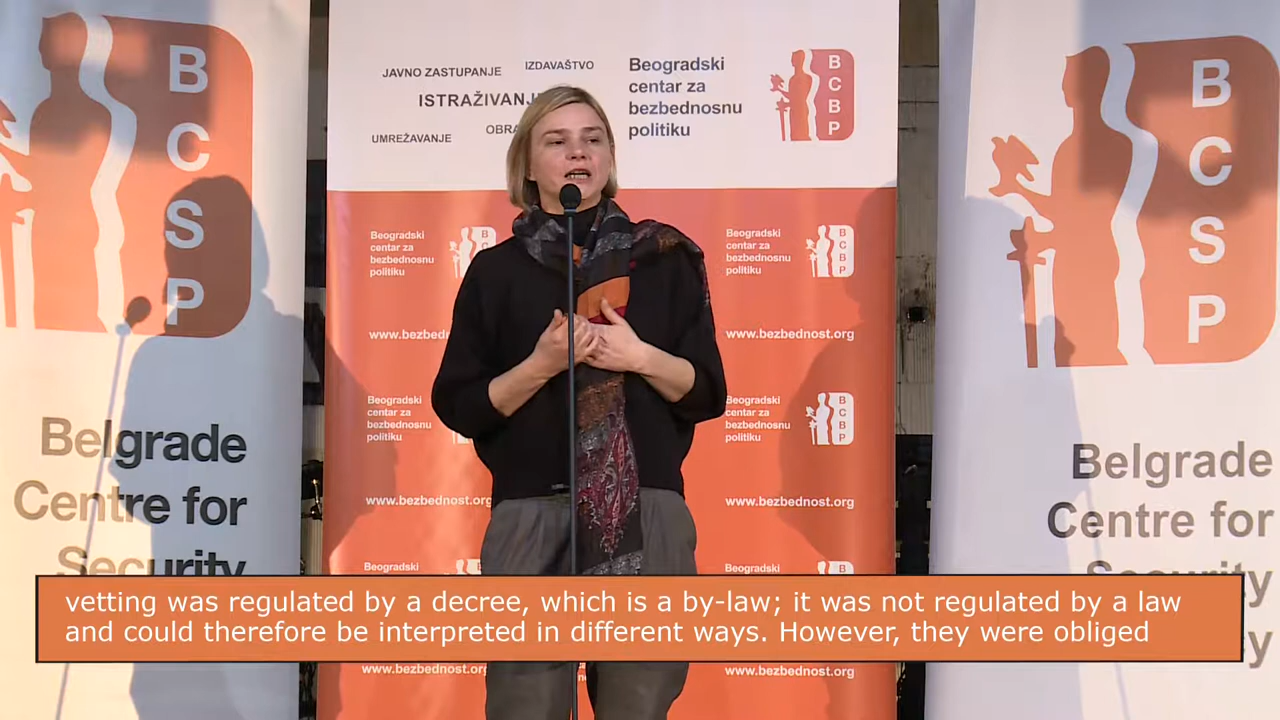 B
C
S
P
Belgrade
Centre for
Security
JAVNO ZASTUPANJE
IZDAVAŠTVO
ISTRAŽIVANJE
UMREŽAVANJE
Beogradski
centar za
bezbednosnu
politiku
B
C
B
P
Beogradski
centar za
bezbednosnu
politiku
Beogradski
centar za
bezbednosnu
politiku
B
C
B
P
www.bezbednost.org
Beogradski
centar za
bezbednosnu
politiku
Beogradski
centar za
bezbednosnu
politiku
B
C
B
P
www.bezbednost.org
www.bezbednost.org
Beogradski
Beogradski
www.bezbednost.org
www.bezbednost.org
B
C
S
P
Belgrade
Centre for
Security
vetting was regulated by a decree, which is a by-law; it was not regulated by a law
and could therefore be interpreted in different ways. However, they were obliged